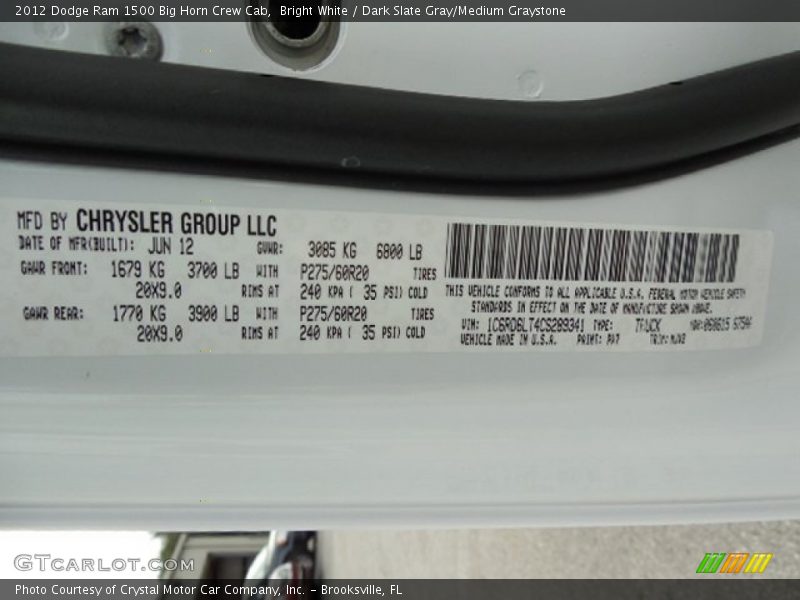 2012 Dodge Ram 1500 Big Horn Crew Cab, Bright White / Dark Slate Gray/Medium Graystone
MFD BY CHRYSLER GROUP LLC
DATE OF MFR(BUILT): JUN 12 GVWR: 3085 KG 6800 LB
GAWR FRONT: 1679 KG 3700 LB WITH P275/60R20 TIRES
20X9.0 RIMS AT 240 KPA ( 35 PSI) COLD
GAWR REAR: 1770 KG 3900 LB WITH P275/60R20 TIRES
20X9.0 RIMS AT 240 KPA ( 35 PSI) COLD
THIS VEHICLE CONFORMS TO ALL APPLICABLE U.S.A. FEDERAL MOTOR VEHICLE SAFETY
STANDARDS IN EFFECT ON THE DATE OF MANUFACTURE SHOWN ABOVE.
VIN: 1C6RD6LT4CS289341 TYPE: TRUCK
VEHICLE MADE IN U.S.A. PAINT: PW7 TRIM:
GTCARLOT.COM
Photo Courtesy of Crystal Motor Car Company, Inc. – Brooksville, FL